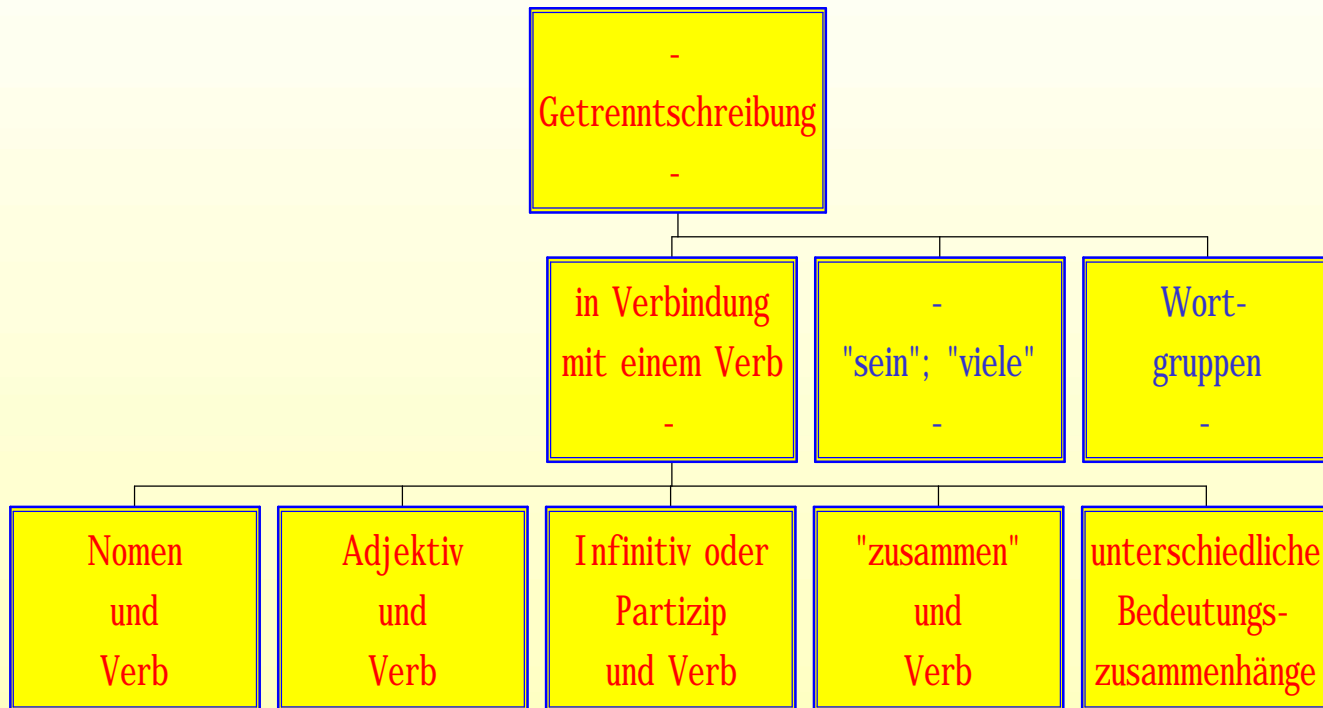 -
Getrenntschreibung
-
in Verbindung
mit einem Verb
-
-
"sein"; "viele"
-
Wort-
gruppen
-
Nomen
und
Verb
Adjektiv
und
Verb
Infinitiv oder
Partizip
und Verb
"zusammen"
und
Verb
unterschiedliche
Bedeutungs-
zusammenhänge